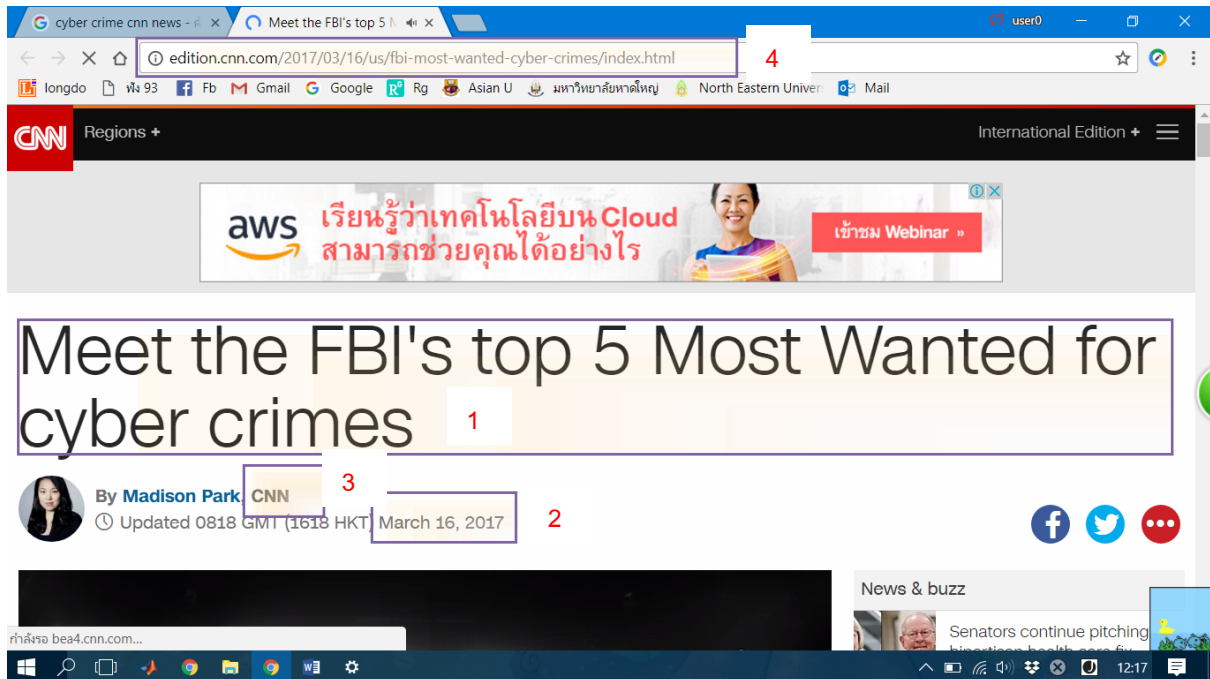 cyber crime cnn news - ค้
Meet the FBI's top 5 M
user0
edition.cnn.com/2017/03/16/us/fbi-most-wanted-cyber-crimes/index.html
4
longdo ฟัง 93 Fb Gmail Google Rg Asian U มหาวิทยาลัยหาดใหญ่ North Eastern Univer Mail
CNN Regions + International Edition +
aws เรียนรู้ว่าเทคโนโลยีบน Cloud
สามารถช่วยคุณได้อย่างไร
เข้าชม Webinar »
Meet the FBI's top 5 Most Wanted for
cyber crimes
1
By Madison Park, CNN
3
Updated 0818 GMT (1618 HKT) March 16, 2017
2
News & buzz
Senators continue pitching
bipartisan health care fix
กำลังรอ bea4.cnn.com...
12:17